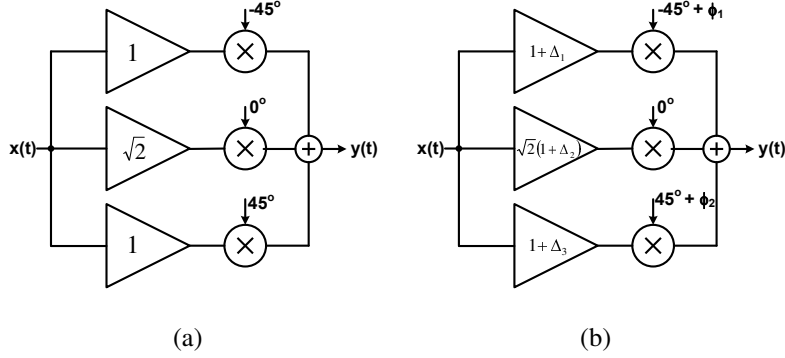 -45°
1
x(t)
√2
0°
y(t)
45°
1
(a)
-45° + ϕ₁
1 + Δ₁
x(t)
√2(1 + Δ₂)
0°
y(t)
45° + ϕ₂
1 + Δ₃
(b)